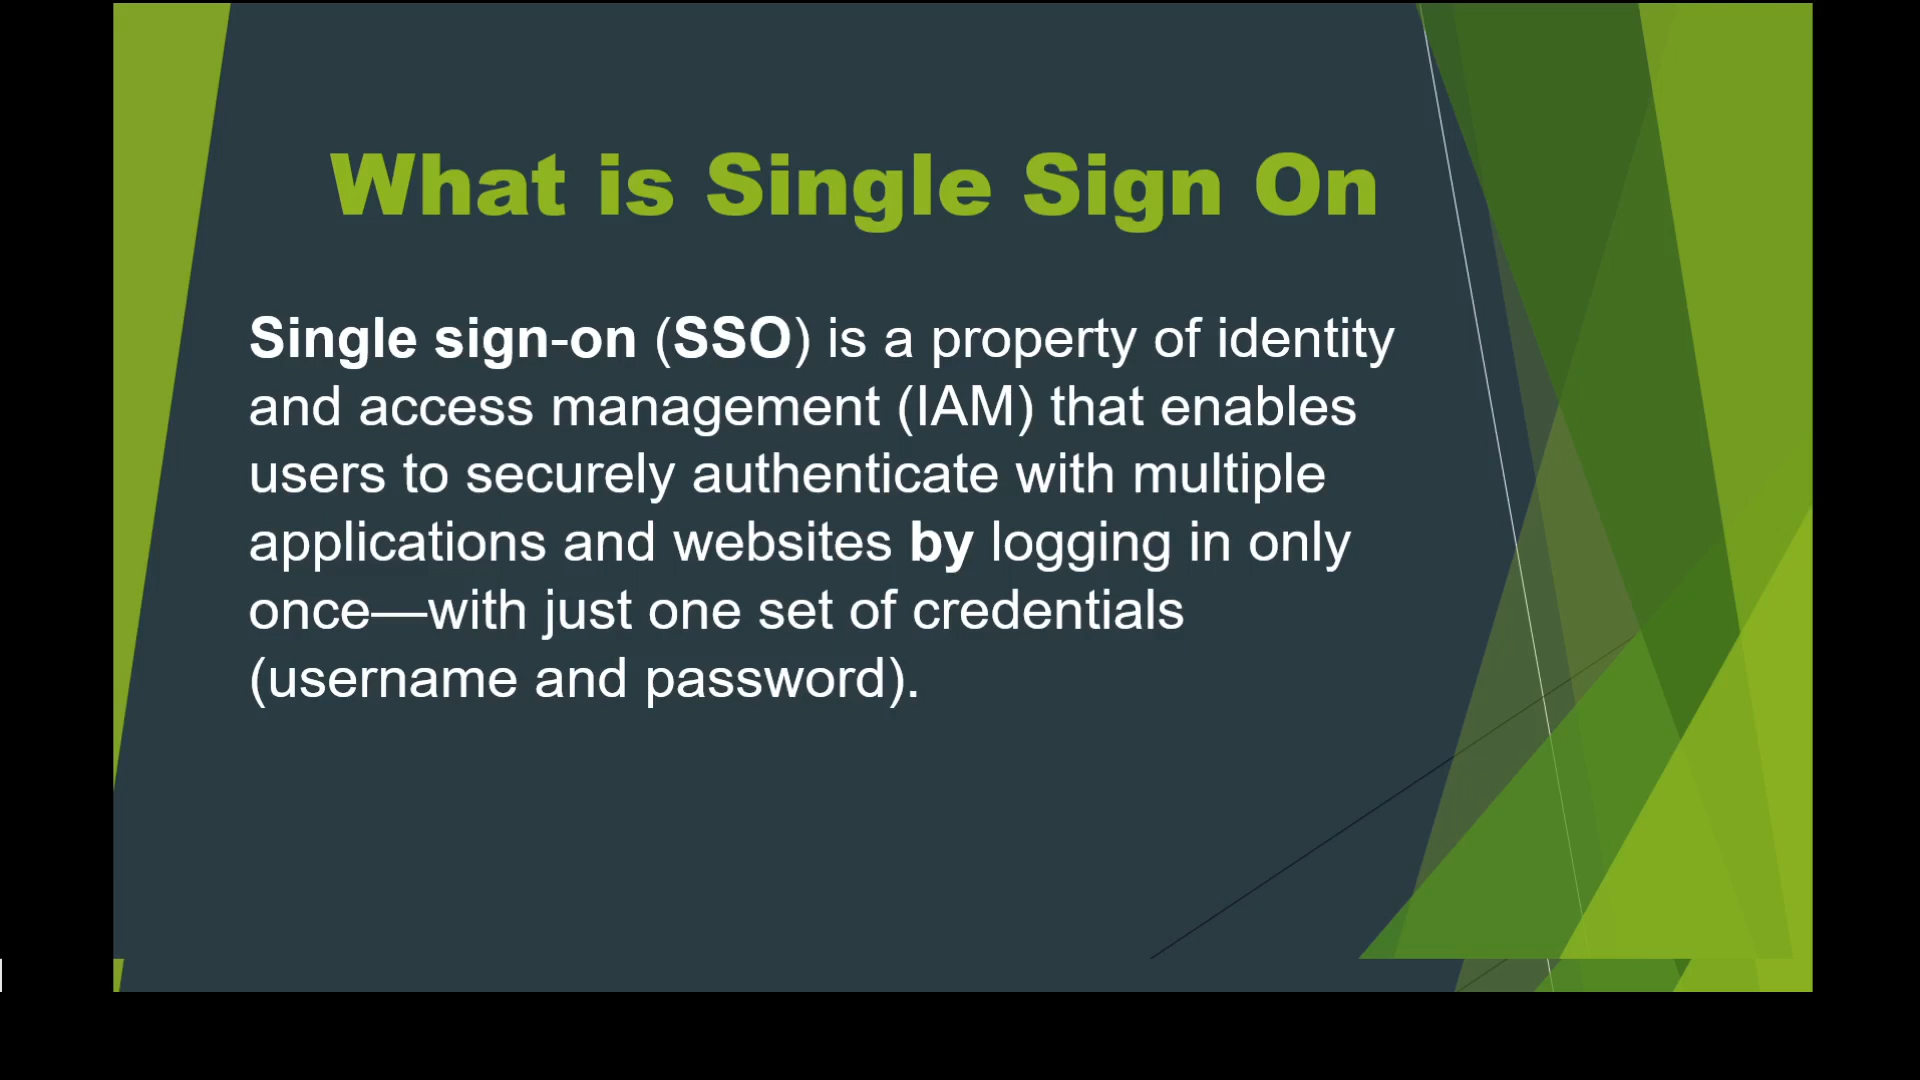 What is Single Sign On
Single sign-on (SSO) is a property of identity
and access management (IAM) that enables
users to securely authenticate with multiple
applications and websites by logging in only
once—with just one set of credentials
(username and password).